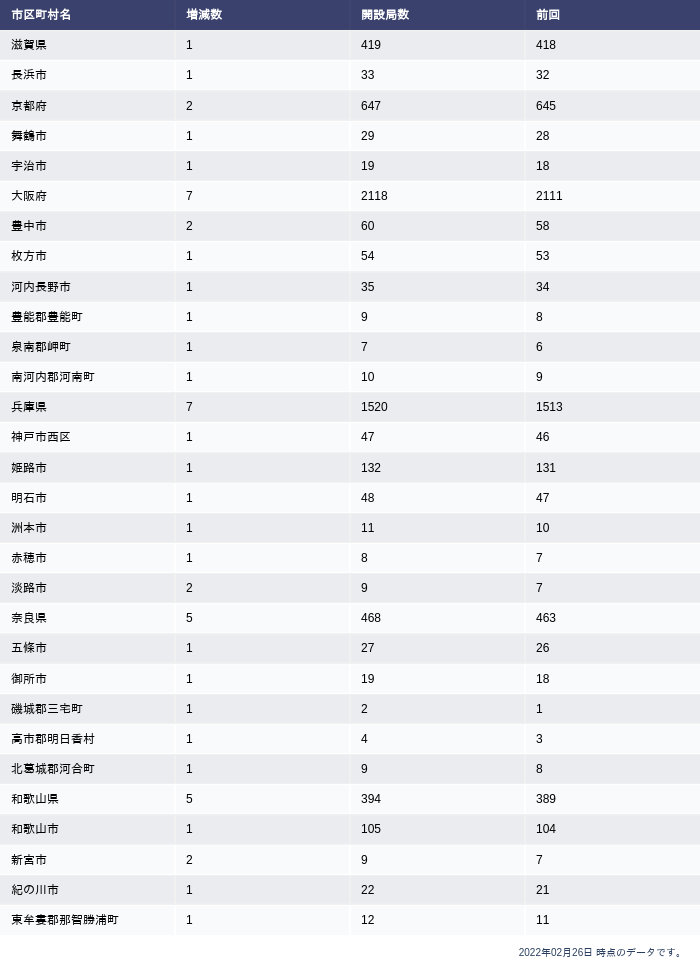 市区町村名 増減数 開設局数 前回
滋賀県 1 419 418
長浜市 1 33 32
京都府 2 647 645
舞鶴市 1 29 28
宇治市 1 19 18
大阪府 7 2118 2111
豊中市 2 60 58
枚方市 1 54 53
河内長野市 1 35 34
豊能郡豊能町 1 9 8
泉南郡岬町 1 7 6
南河内郡河南町 1 10 9
兵庫県 7 1520 1513
神戸市西区 1 47 46
姫路市 1 132 131
明石市 1 48 47
洲本市 1 11 10
赤穂市 1 8 7
淡路市 2 9 7
奈良県 5 468 463
五條市 1 27 26
御所市 1 19 18
磯城郡三宅町 1 2 1
高市郡明日香村 1 4 3
北葛城郡河合町 1 9 8
和歌山県 5 394 389
和歌山市 1 105 104
新宮市 2 9 7
紀の川市 1 22 21
東牟婁郡那智勝浦町 1 12 11
2022年02月26日 時点のデータです。